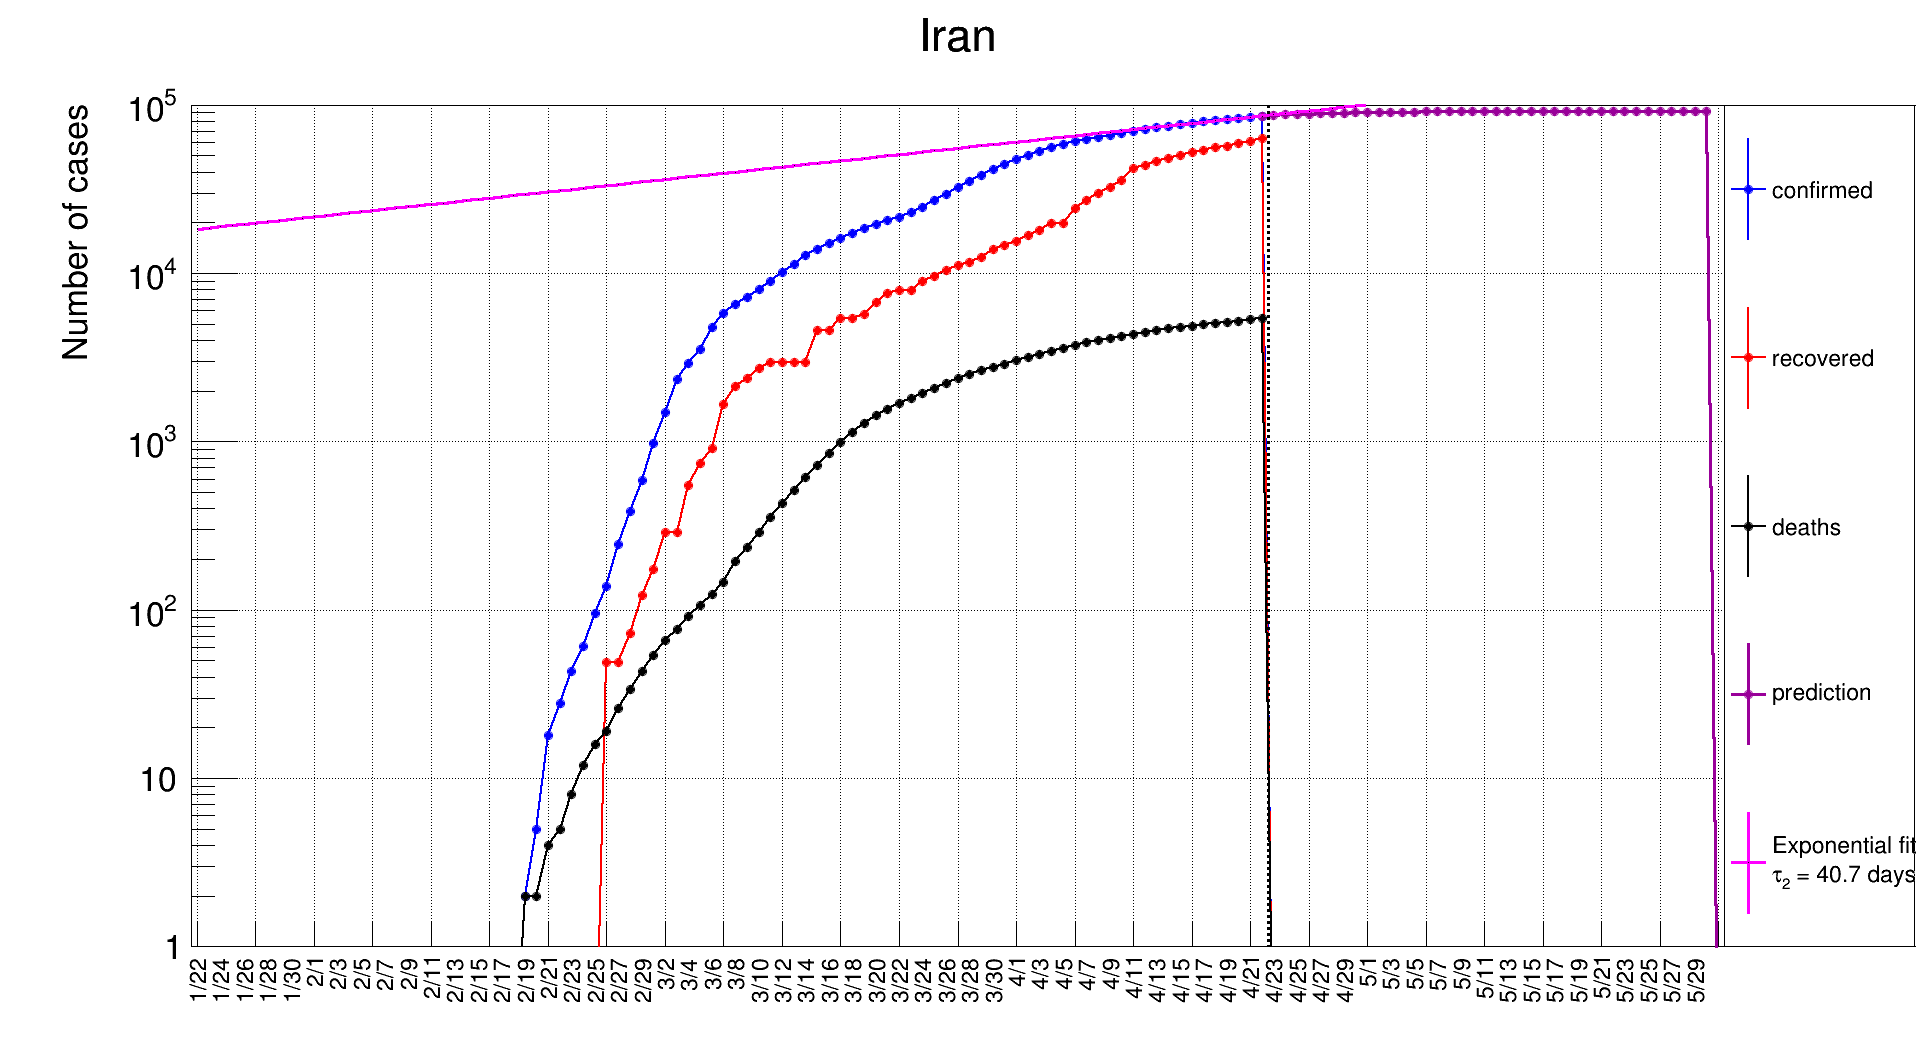 Iran
Number of cases
10^5
10^4
10^3
10^2
10
1
1/22 1/24 1/26 1/28 1/30 2/1 2/3 2/5 2/7 2/9 2/11 2/13 2/15 2/17 2/19 2/21 2/23 2/25 2/27 2/29 3/2 3/4 3/6 3/8 3/10 3/12 3/14 3/16 3/18 3/20 3/22 3/24 3/26 3/28 3/30 4/1 4/3 4/5 4/7 4/9 4/11 4/13 4/15 4/17 4/19 4/21 4/23 4/25 4/27 4/29 5/1 5/3 5/5 5/7 5/9 5/11 5/13 5/15 5/17 5/19 5/21 5/23 5/25 5/27 5/29
confirmed
recovered
deaths
prediction
Exponential fit
τ₂ = 40.7 days